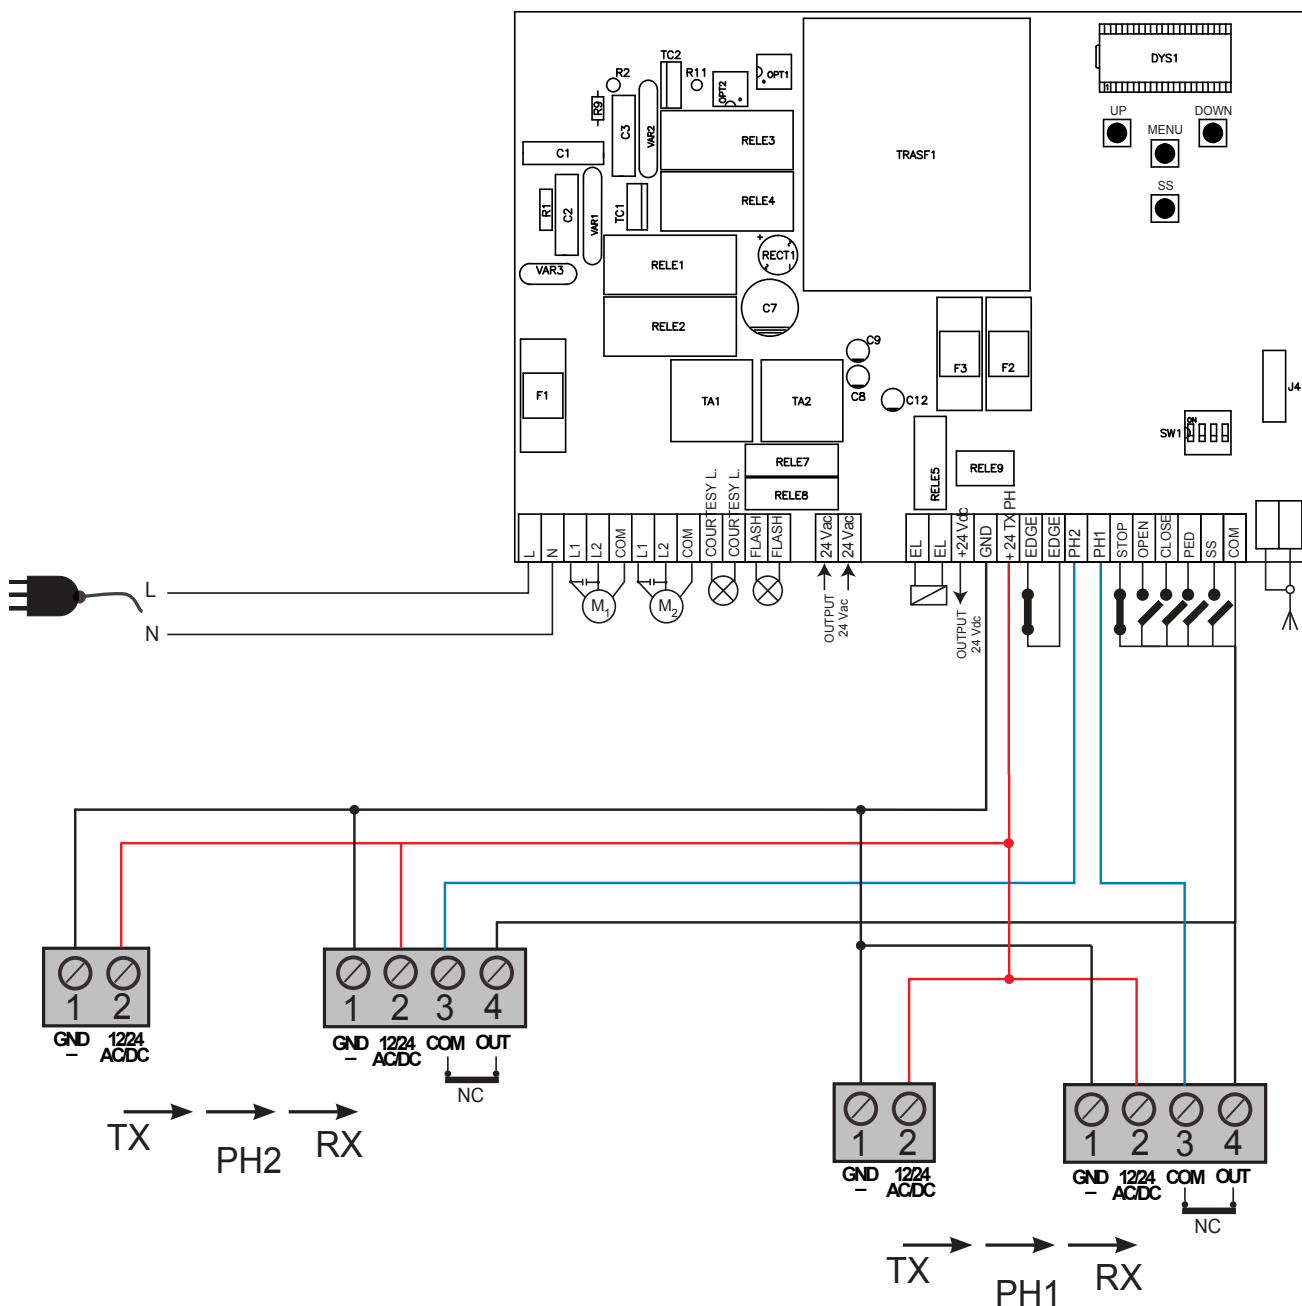 DYS1
1
UP
DOWN
MENU
SS
TRASF1
TC2
R2
R11
OPT2
OPT1
R9
C3
VAR2
RELE3
C1
R1
C2
VAR1
TC1
RELE4
VAR3
RELE1
RECT1
+
RELE2
C7
C9
C8
C12
F1
TA1
TA2
F3
F2
J4
SW1
ON
RELE7
RELE8
RELE5
RELE9
L
N
L1
L2
COM
L1
L2
COM
COURTESY L.
COURTESY L.
FLASH
FLASH
24 Vac
24 Vac
EL
EL
+24 Vdc
GND
+ 24 TX PH
EDGE
EDGE
PH2
PH1
STOP
OPEN
CLOSE
PED
SS
COM
L
N
M1
M2
OUTPUT
24 Vac
OUTPUT
24 Vdc
1 2
GND 12/24
– AC/DC
1 2 3 4
GND 12/24 COM OUT
– AC/DC
NC
TX PH2 RX
1 2
GND 12/24
– AC/DC
1 2 3 4
GND 12/24 COM OUT
– AC/DC
NC
TX PH1 RX